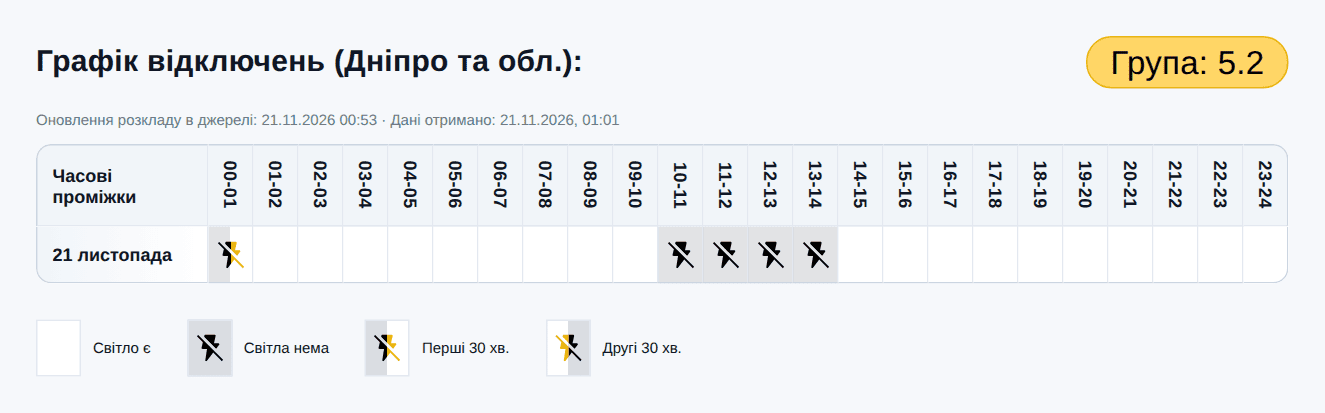 Графік відключень (Дніпро та обл.):
Група: 5.2
Оновлення розкладу в джерелі: 21.11.2026 00:53 · Дані отримано: 21.11.2026, 01:01
Часові
проміжки
00-01 01-02 02-03 03-04 04-05 05-06 06-07 07-08 08-09 09-10 10-11 11-12 12-13 13-14 14-15 15-16 16-17 17-18 18-19 19-20 20-21 21-22 22-23 23-24
21 листопада
Світло є
Світла нема
Перші 30 хв.
Другі 30 хв.